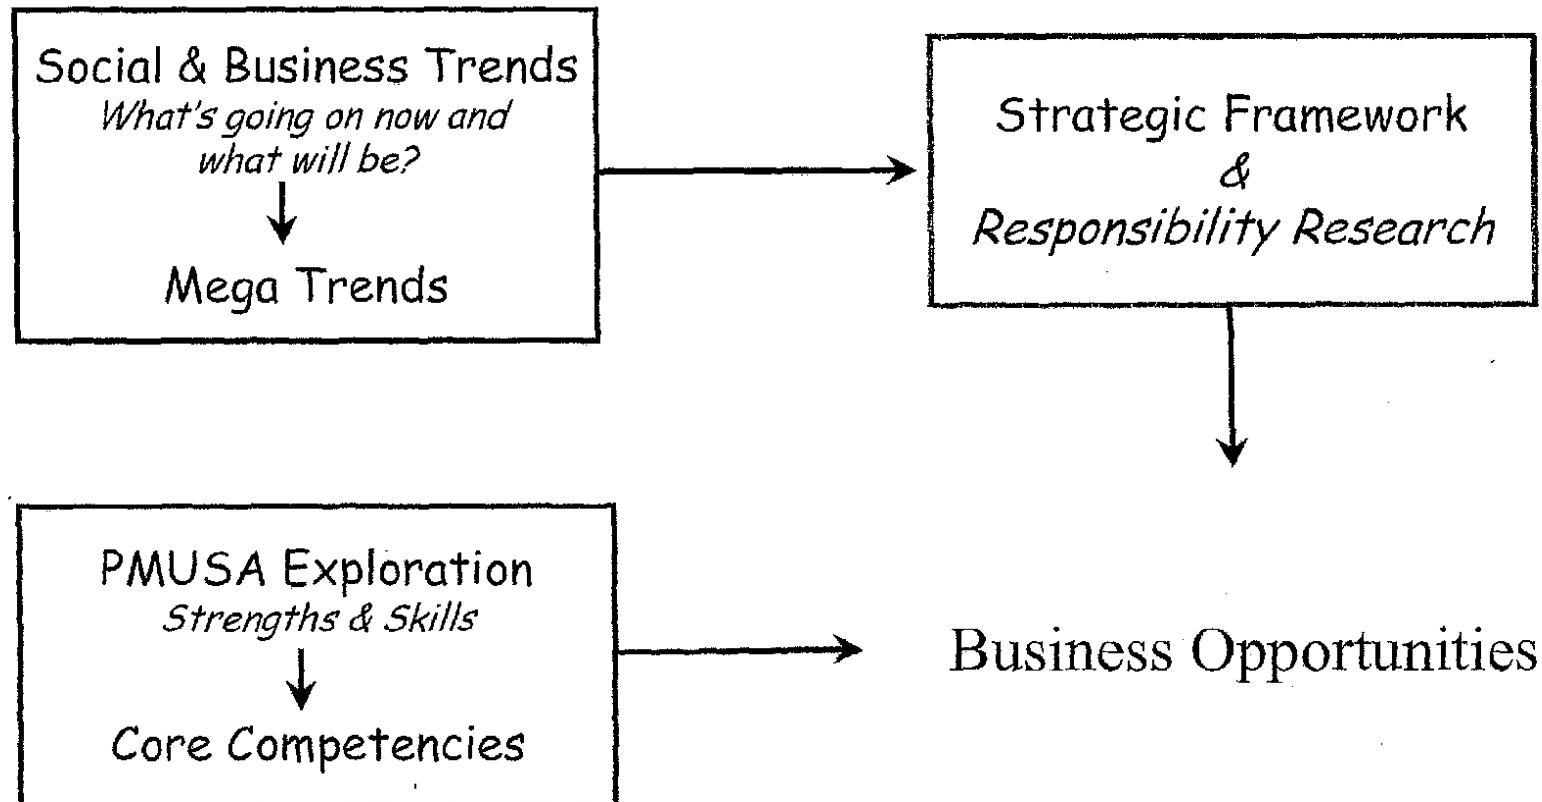 Social & Business Trends
What's going on now and
what will be?
Mega Trends
Strategic Framework
&
Responsibility Research
PMUSA Exploration
Strengths & Skills
Core Competencies
Business Opportunities